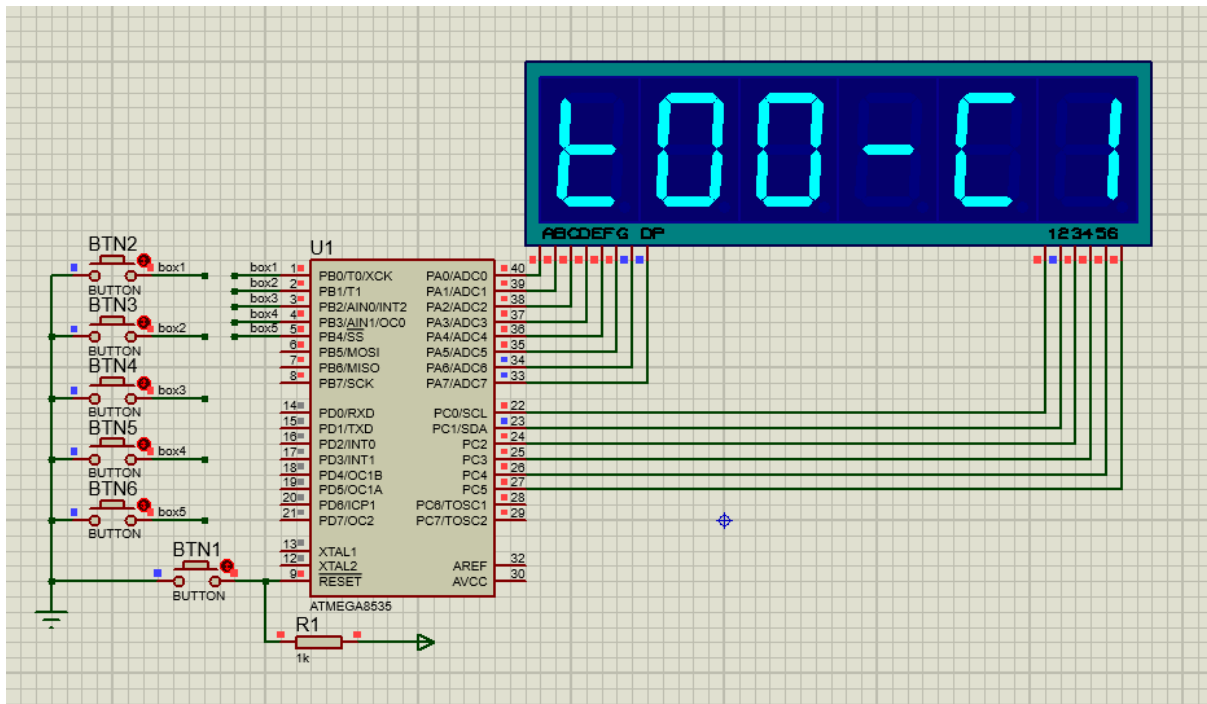 t00-C1
ABCDEFG DP
123456
BTN2
box1
BUTTON
BTN3
box2
BUTTON
BTN4
box3
BUTTON
BTN5
box4
BUTTON
BTN6
box5
BUTTON
BTN1
BUTTON
U1
box1 1 PB0/T0/XCK PA0/ADC0 40
box2 2 PB1/T1 PA1/ADC1 39
box3 3 PB2/AIN0/INT2 PA2/ADC2 38
box4 4 PB3/AIN1/OC0 PA3/ADC3 37
box5 5 PB4/SS PA4/ADC4 36
6 PB5/MOSI PA5/ADC5 35
7 PB6/MISO PA6/ADC6 34
8 PB7/SCK PA7/ADC7 33
14 PD0/RXD PC0/SCL 22
15 PD1/TXD PC1/SDA 23
16 PD2/INT0 PC2 24
17 PD3/INT1 PC3 25
18 PD4/OC1B PC4 26
19 PD5/OC1A PC5 27
20 PD6/ICP1 PC6/TOSC1 28
21 PD7/OC2 PC7/TOSC2 29
13 XTAL1
12 XTAL2 AREF 32
9 RESET AVCC 30
ATMEGA8535
R1
1k